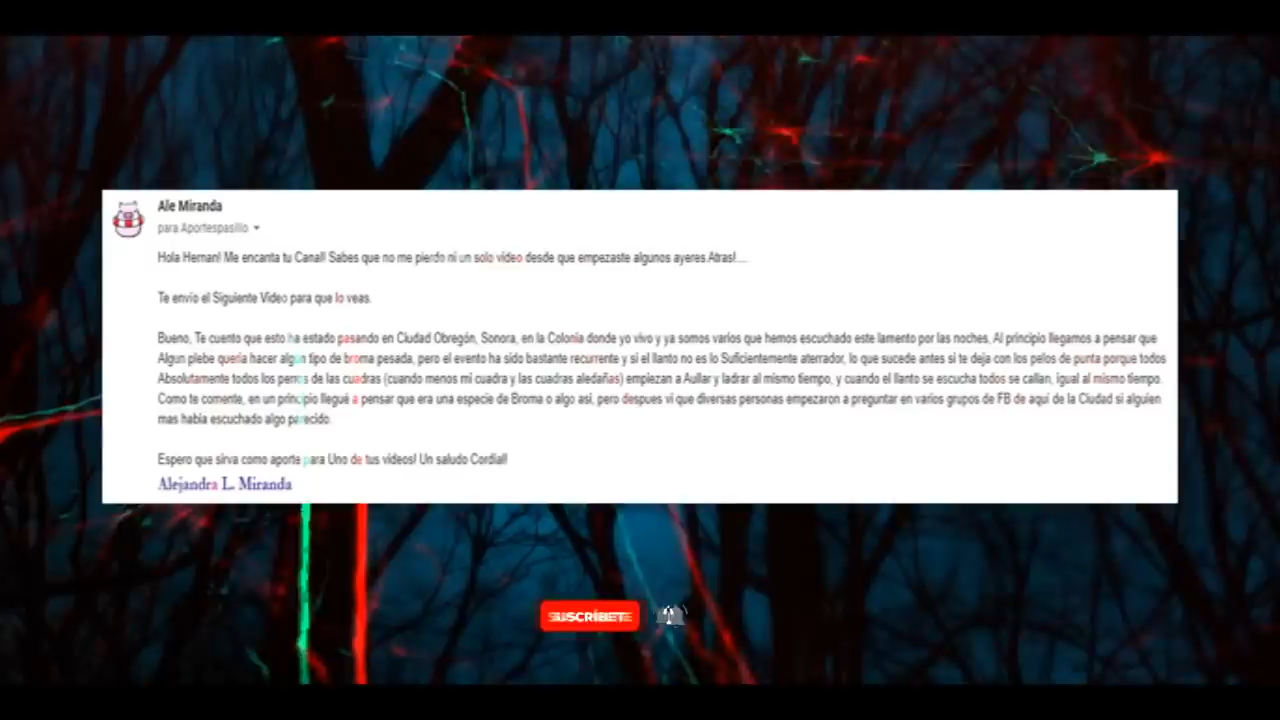 Ale Miranda
para Aportespasillo
Hola Hernan! Me encanta tu Canal! Sabes que no me pierdo ni un solo video desde que empezaste algunos ayeres Atras!....
Te envio el Siguiente Video para que lo veas.
Bueno, Te cuento que esto ha estado pasando en Ciudad Obregón, Sonora, en la Colonia donde yo vivo y ya somos varios que hemos escuchado este lamento por las noches, Al principio llegamos a pensar que
Algun plebe queria hacer algun tipo de broma pesada, pero el evento ha sido bastante recurrente y si el llanto no es lo Suficientemente aterrador, lo que sucede antes si te deja con los pelos de punta porque todos
Absolutamente todos los perros de las cuadras (cuando menos mi cuadra y las cuadras aledañas) empiezan a Aullar y ladrar al mismo tiempo, y cuando el llanto se escucha todos se callan, igual al mismo tiempo.
Como te comente, en un principio llegué a pensar que era una especie de Broma o algo asi, pero despues vi que diversas personas empezaron a preguntar en varios grupos de FB de aquí de la Ciudad si alguien
mas habia escuchado algo parecido.
Espero que sirva como aporte para Uno de tus videos! Un saludo Cordial!
Alejandra L. Miranda
SUSCRÍBETE